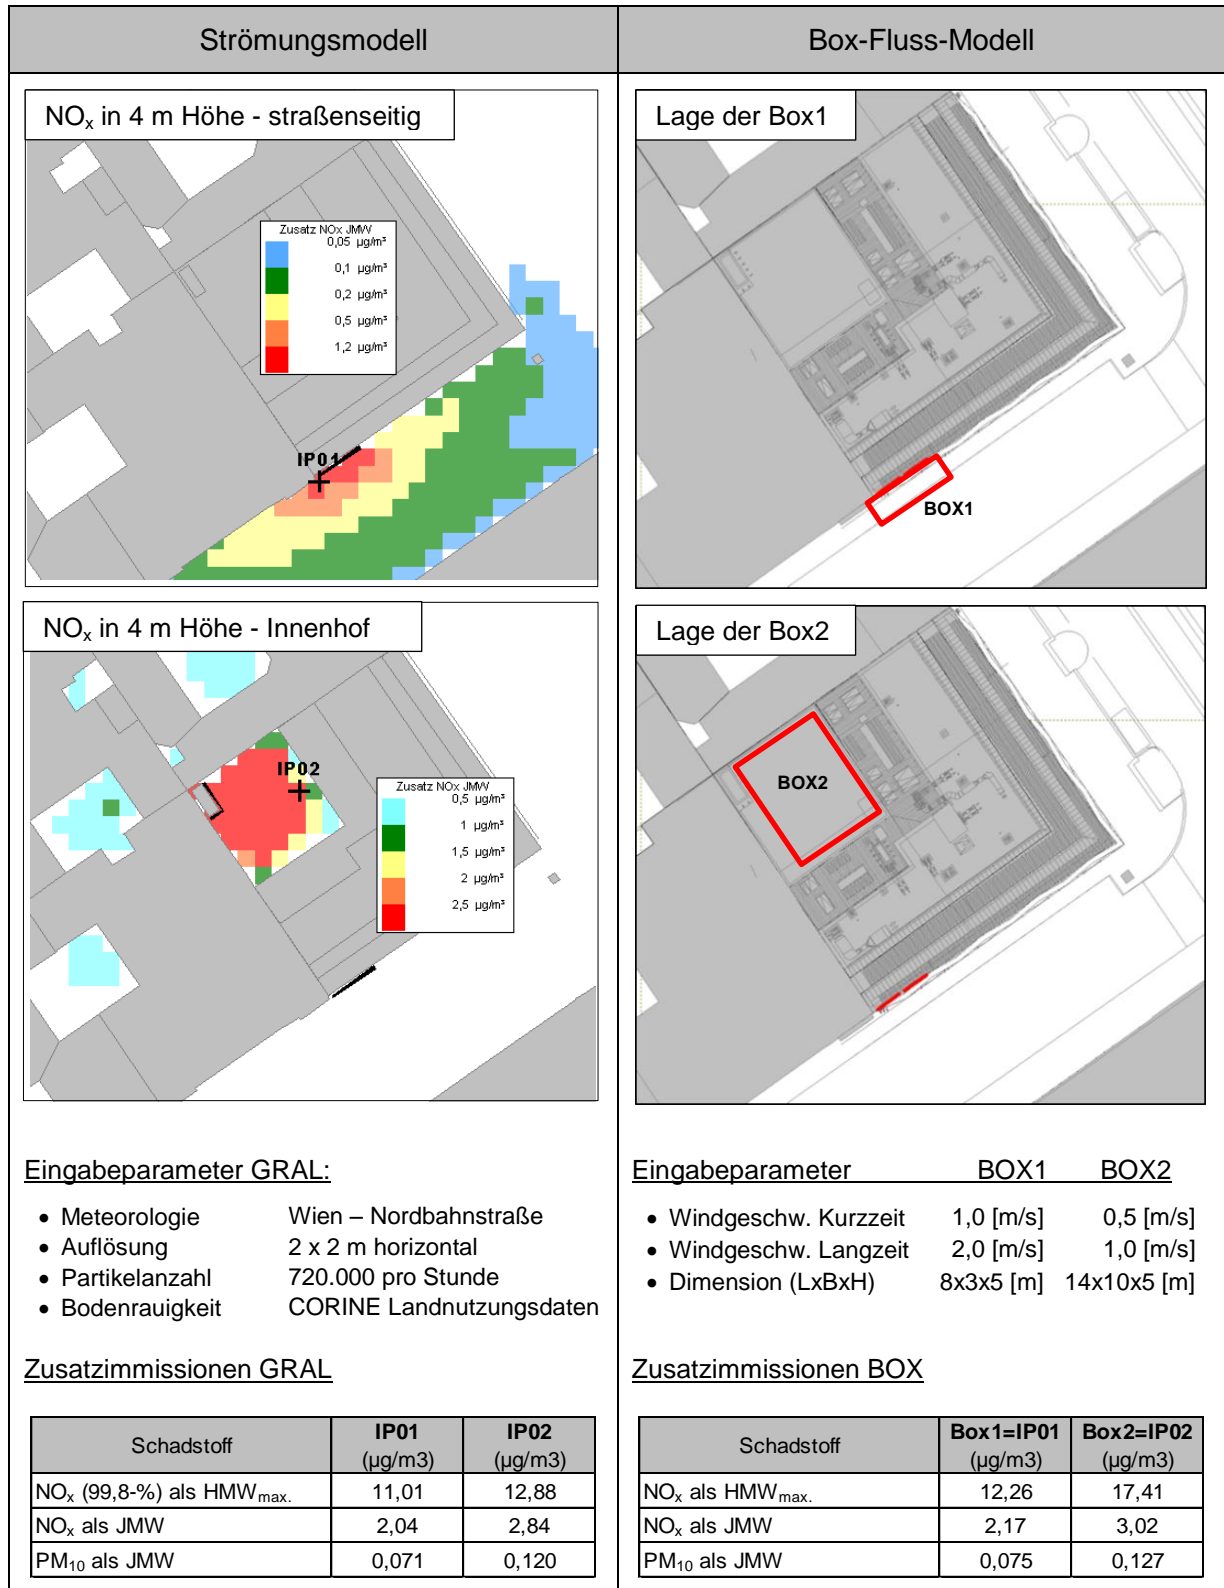 Strömungsmodell
Box-Fluss-Modell
NOx in 4 m Höhe - straßenseitig
Zusatz NOx JMW
0,05 µg/m³
0,1 µg/m³
0,2 µg/m³
0,5 µg/m³
1,2 µg/m³
IP01
Lage der Box1
BOX1
NOx in 4 m Höhe - Innenhof
IP02
Zusatz NOx JMW
0,5 µg/m³
1 µg/m³
1,5 µg/m³
2 µg/m³
2,5 µg/m³
Lage der Box2
BOX2
Eingabeparameter GRAL:
• Meteorologie Wien – Nordbahnstraße
• Auflösung 2 x 2 m horizontal
• Partikelanzahl 720.000 pro Stunde
• Bodenrauigkeit CORINE Landnutzungsdaten
Zusatzimmissionen GRAL
Schadstoff IP01 (µg/m3) IP02 (µg/m3)
NOx (99,8-%) als HMWmax. 11,01 12,88
NOx als JMW 2,04 2,84
PM10 als JMW 0,071 0,120
Eingabeparameter BOX1 BOX2
• Windgeschw. Kurzzeit 1,0 [m/s] 0,5 [m/s]
• Windgeschw. Langzeit 2,0 [m/s] 1,0 [m/s]
• Dimension (LxBxH) 8x3x5 [m] 14x10x5 [m]
Zusatzimmissionen BOX
Schadstoff Box1=IP01 (µg/m3) Box2=IP02 (µg/m3)
NOx als HMWmax. 12,26 17,41
NOx als JMW 2,17 3,02
PM10 als JMW 0,075 0,127